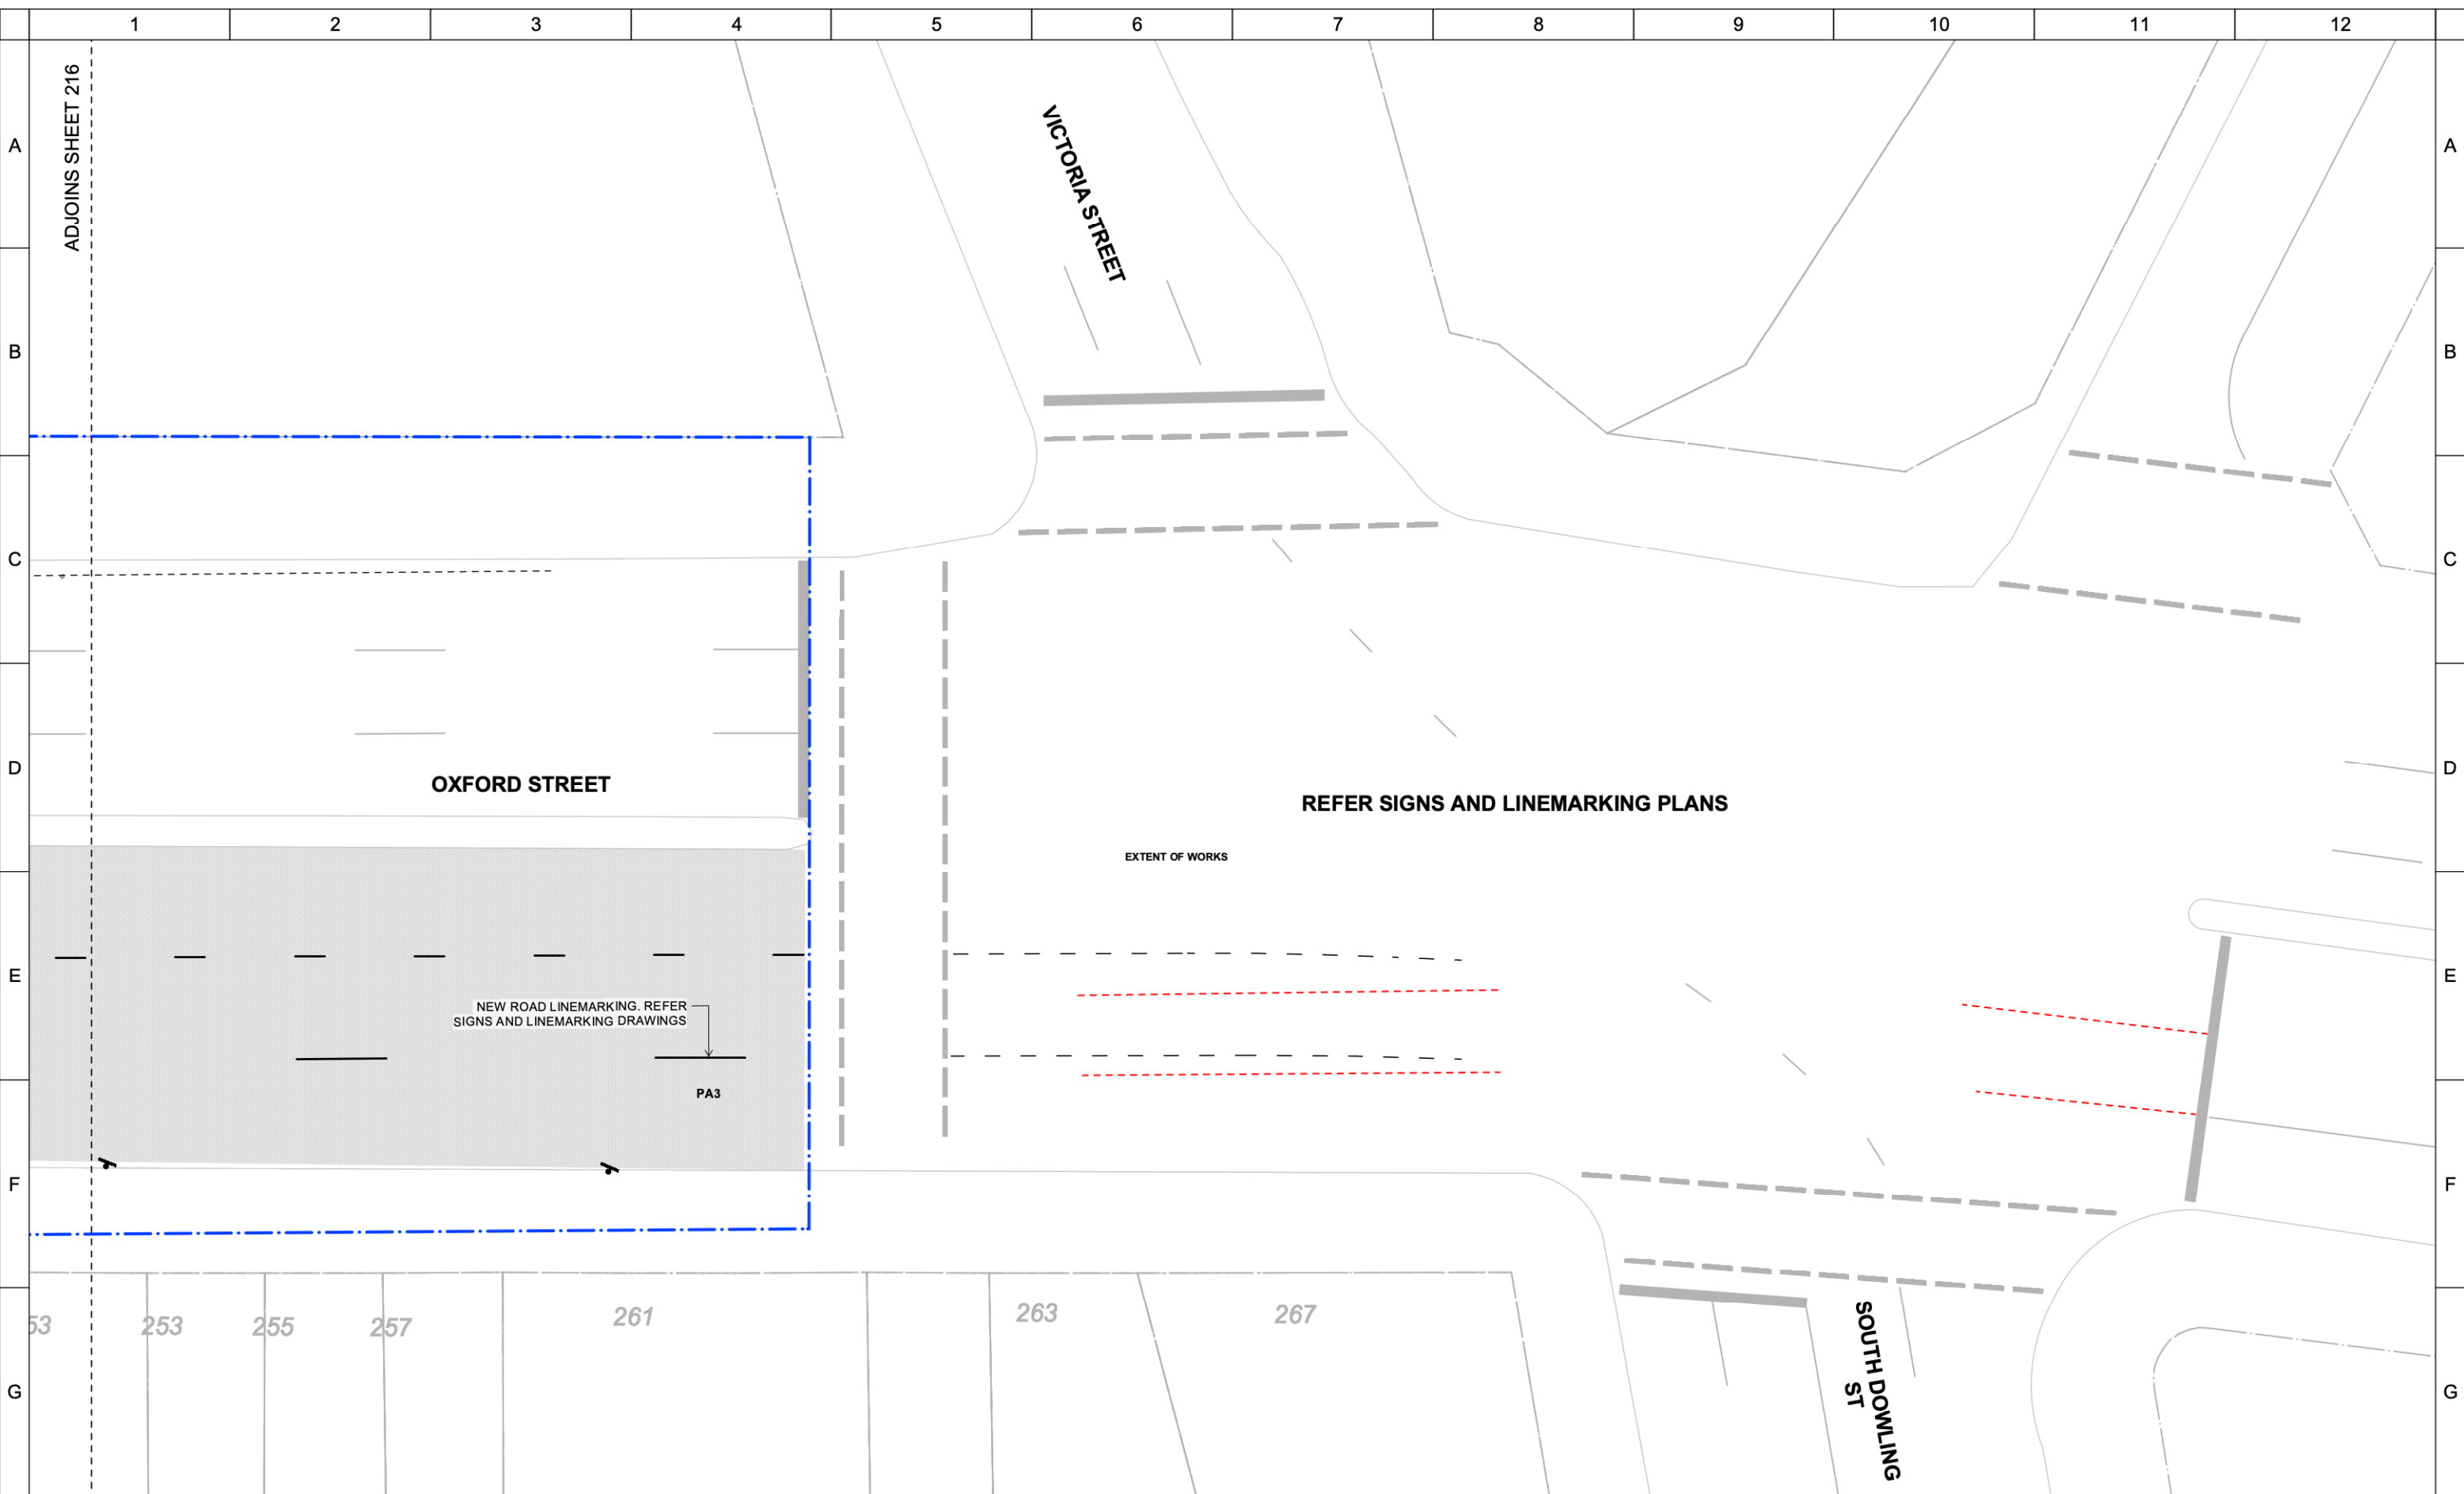 1 2 3 4 5 6 7 8 9 10 11 12
ADJOINS SHEET 216
VICTORIA STREET
A A
B B
C C
D D
OXFORD STREET
REFER SIGNS AND LINEMARKING PLANS
EXTENT OF WORKS
E E
NEW ROAD LINEMARKING. REFER
SIGNS AND LINEMARKING DRAWINGS
PA3
F F
53 253 255 257 261 263 267
SOUTH DOWLING
ST
G G